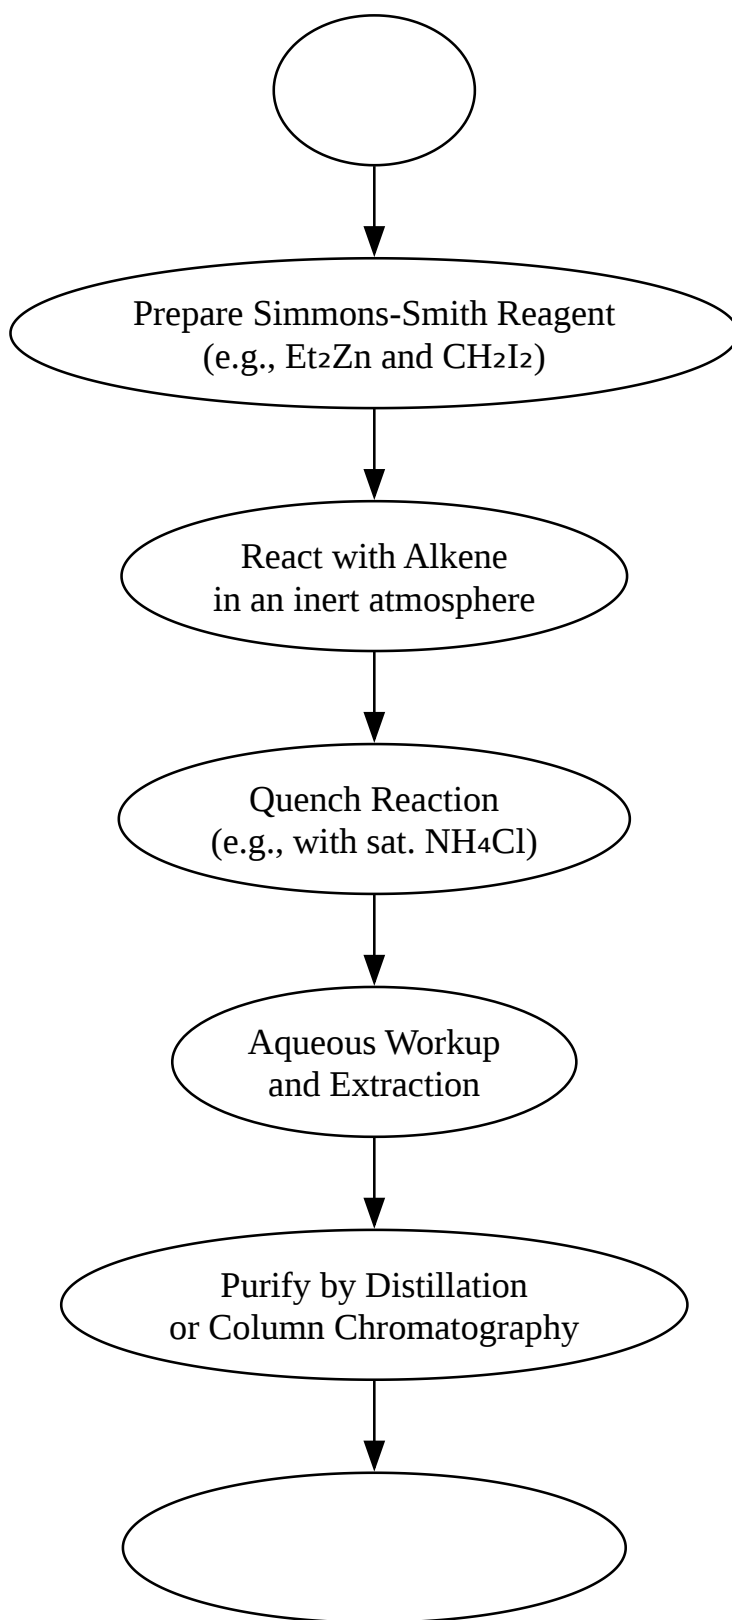 Prepare Simmons-Smith Reagent
(e.g., Et₂Zn and CH₂I₂)
React with Alkene
in an inert atmosphere
Quench Reaction
(e.g., with sat. NH₄Cl)
Aqueous Workup
and Extraction
Purify by Distillation
or Column Chromatography